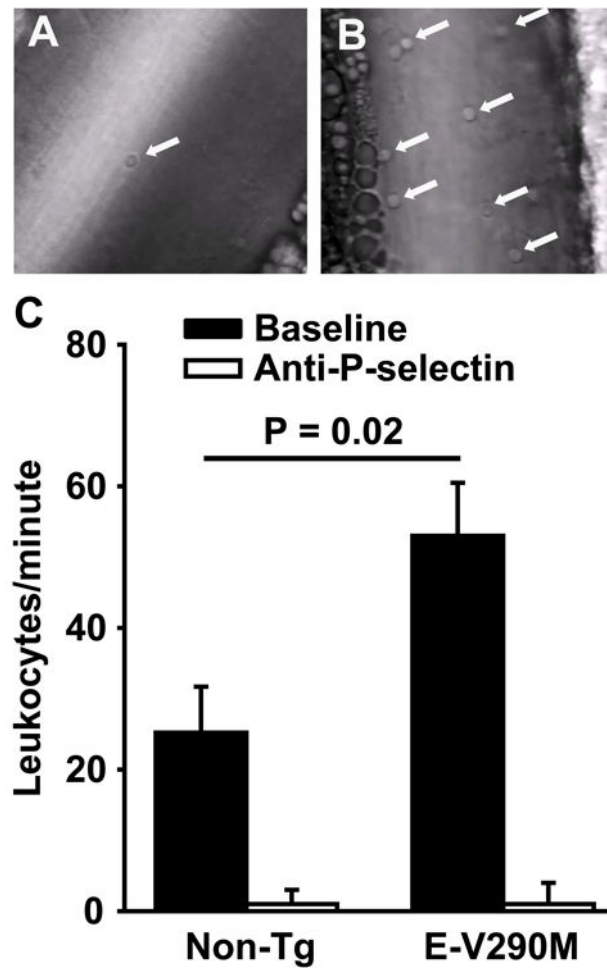 A
B
C
Baseline
Anti-P-selectin
P = 0.02
80
60
40
20
0
Leukocytes/minute
Non-Tg
E-V290M